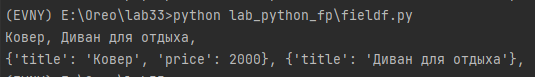 (EVNY) E:\Oreo\lab33>python lab_python_fp\fieldf.py
Ковер, Диван для отдыха,
{'title': 'Ковер', 'price': 2000}, {'title': 'Диван для отдыха'},